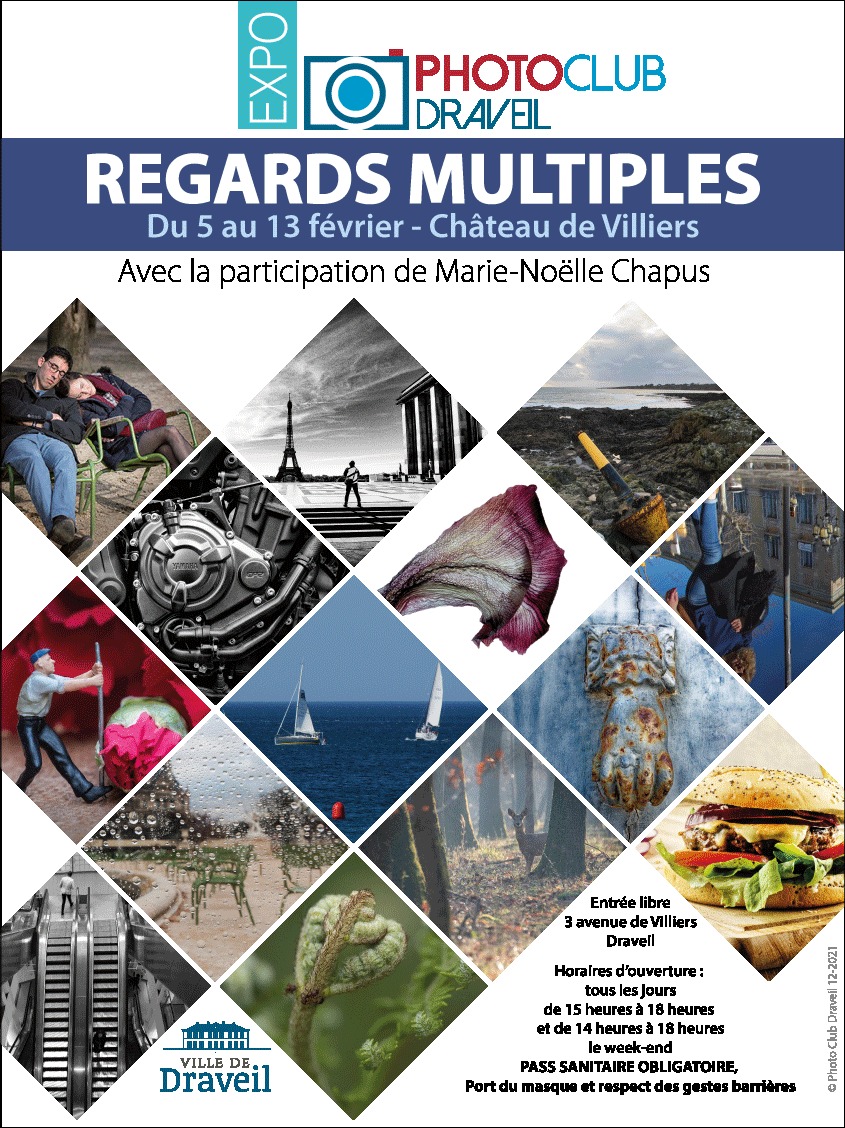 EXPO
PHOTOCLUB
DRAVEIL
REGARDS MULTIPLES
Du 5 au 13 février - Château de Villiers
Avec la participation de Marie-Noëlle Chapus
YAMAHA
Entrée libre
3 avenue de Villiers
Draveil
Horaires d'ouverture :
tous les jours
de 15 heures à 18 heures
et de 14 heures à 18 heures
le week-end
PASS SANITAIRE OBLIGATOIRE,
Port du masque et respect des gestes barrières
VILLE DE
Draveil
© Photo Club Draveil 12-2021